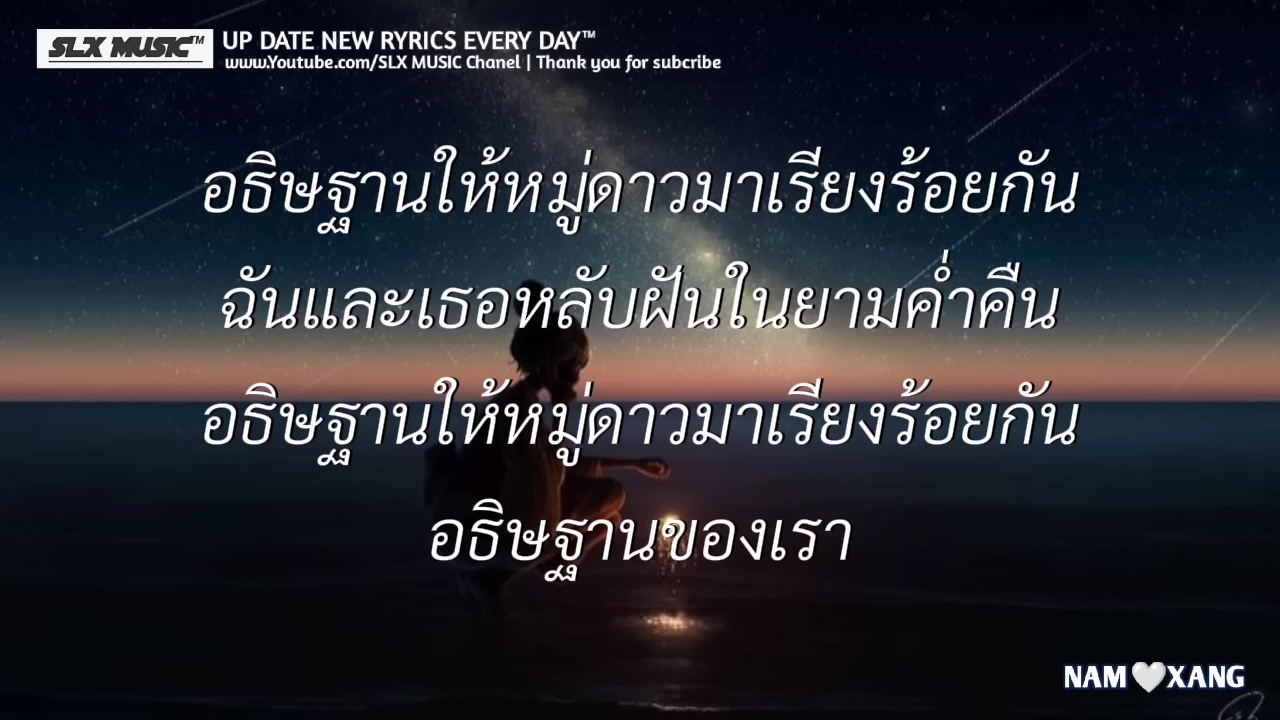 SLX MUSIC™ UP DATE NEW RYRICS EVERY DAY™
www.Youtube.com/SLX MUSIC Chanel | Thank you for subcribe
อธิษฐานให้หมู่ดาวมาเรียงร้อยกัน
ฉันและเธอหลับฝันในยามค่ำคืน
อธิษฐานให้หมู่ดาวมาเรียงร้อยกัน
อธิษฐานของเรา
NAM🤍XANG